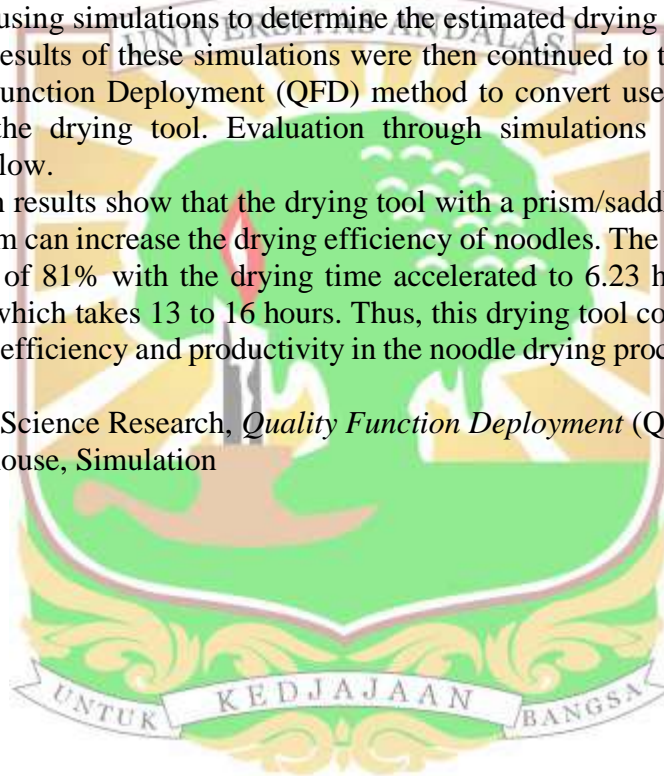 using simulations to determine the estimated drying
UNIVERSITAS ANDALAS
esults of these simulations were then continued to t
unction Deployment (QFD) method to convert use
the drying tool. Evaluation through simulations
low.
n results show that the drying tool with a prism/sadd
m can increase the drying efficiency of noodles. The
of 81% with the drying time accelerated to 6.23 h
which takes 13 to 16 hours. Thus, this drying tool co
efficiency and productivity in the noodle drying proc
Science Research, Quality Function Deployment (Q
ouse, Simulation
UNTUK KEDJAJAAN BANGSA